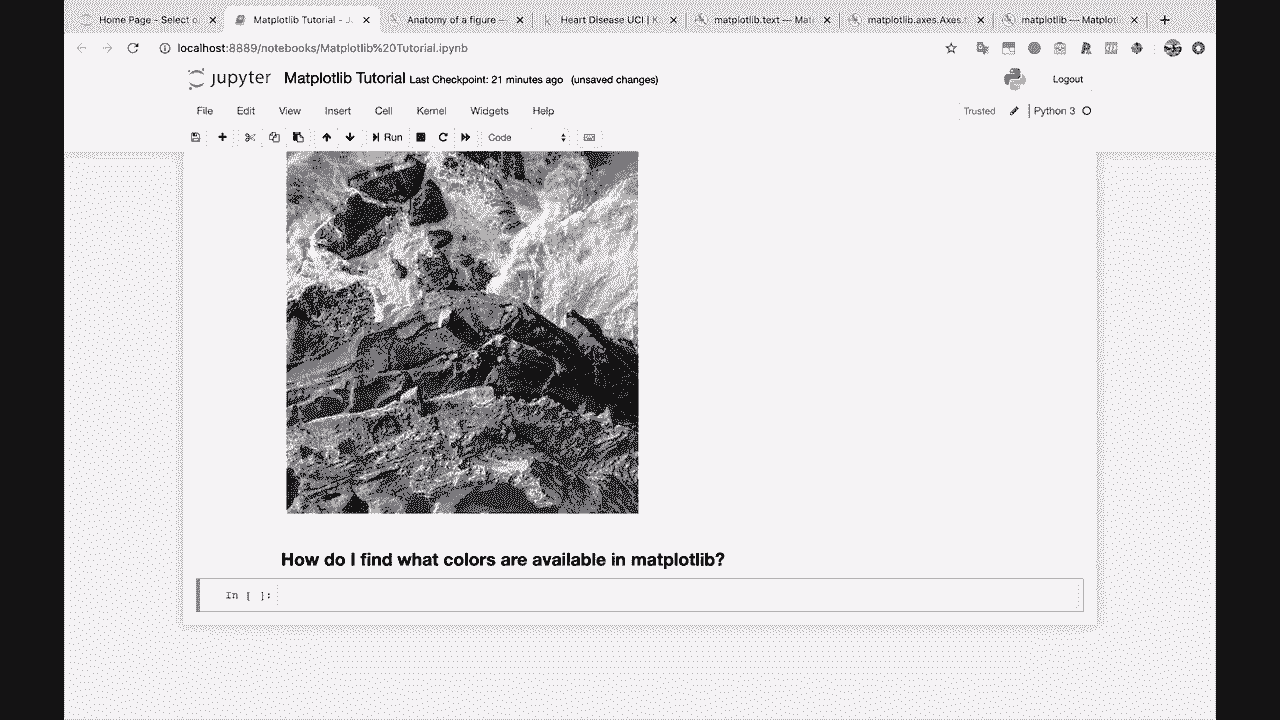 Home Page - Select o
Matplotlib Tutorial - J
Anatomy of a figure —
Heart Disease UCI | K
matplotlib.text — Mat
matplotlib.axes.Axes.
matplotlib — Matplotl
localhost:8889/notebooks/Matplotlib%20Tutorial.ipynb
jupyter Matplotlib Tutorial Last Checkpoint: 21 minutes ago (unsaved changes)
Logout
File Edit View Insert Cell Kernel Widgets Help
Trusted
Python 3
Run
Code
How do I find what colors are available in matplotlib?
In [ ]: